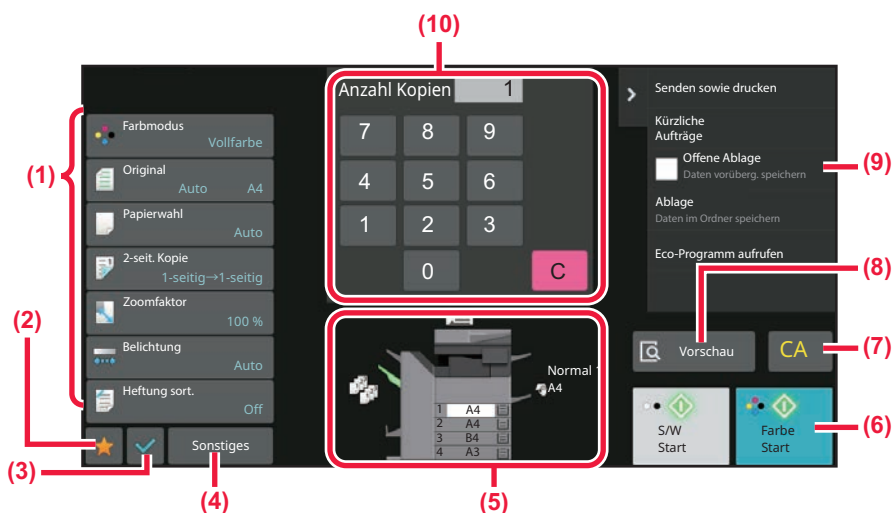 (10)
Anzahl Kopien 1
7 8 9
4 5 6
1 2 3
0 C
(1)
Farbmodus
Vollfarbe
Original
Auto A4
Papierwahl
Auto
2-seit. Kopie
1-seitig→1-seitig
Zoomfaktor
100 %
Belichtung
Auto
Heftung sort.
Off
(2)
(3)
Sonstiges
(4)
Normal 1
A4
1 A4
2 A4
3 B4
4 A3
(5)
Senden sowie drucken
Kürzliche
Aufträge
Offene Ablage
Daten vorüberg. speichern
(9)
Ablage
Daten im Ordner speichern
Eco-Programm aufrufen
(8)
Vorschau
CA
(7)
S/W
Start
Farbe
Start
(6)